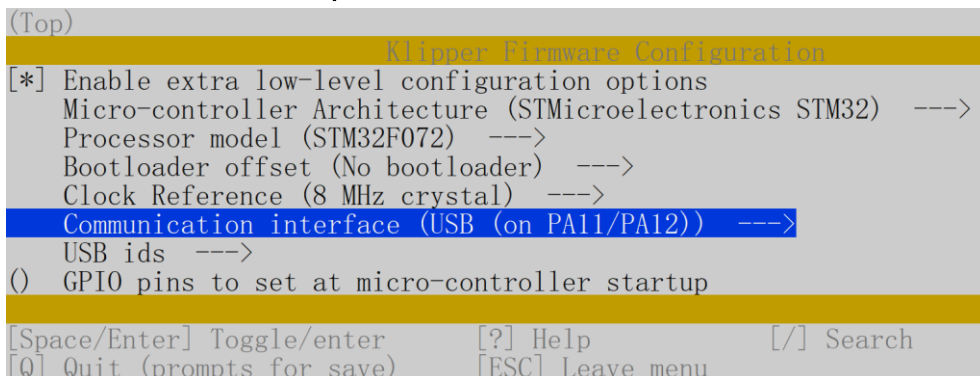 (Top)
Klipper Firmware Configuration
[*] Enable extra low-level configuration options
Micro-controller Architecture (STMicroelectronics STM32) --->
Processor model (STM32F072) --->
Bootloader offset (No bootloader) --->
Clock Reference (8 MHz crystal) --->
Communication interface (USB (on PA11/PA12)) --->
USB ids --->
() GPIO pins to set at micro-controller startup
[Space/Enter] Toggle/enter [?] Help [/] Search
[Q] Quit (prompts for save) [ESC] Leave menu